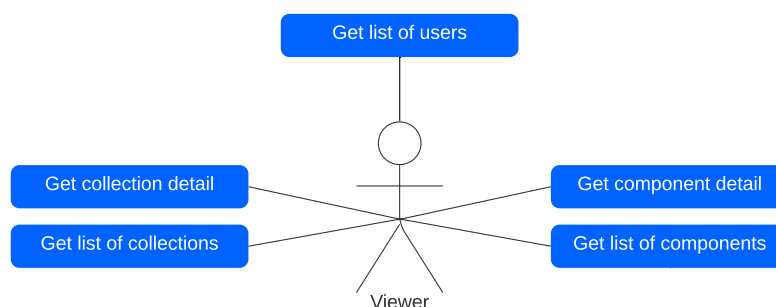 Get list of users
Get collection detail
Get component detail
Get list of collections
Get list of components
Viewer